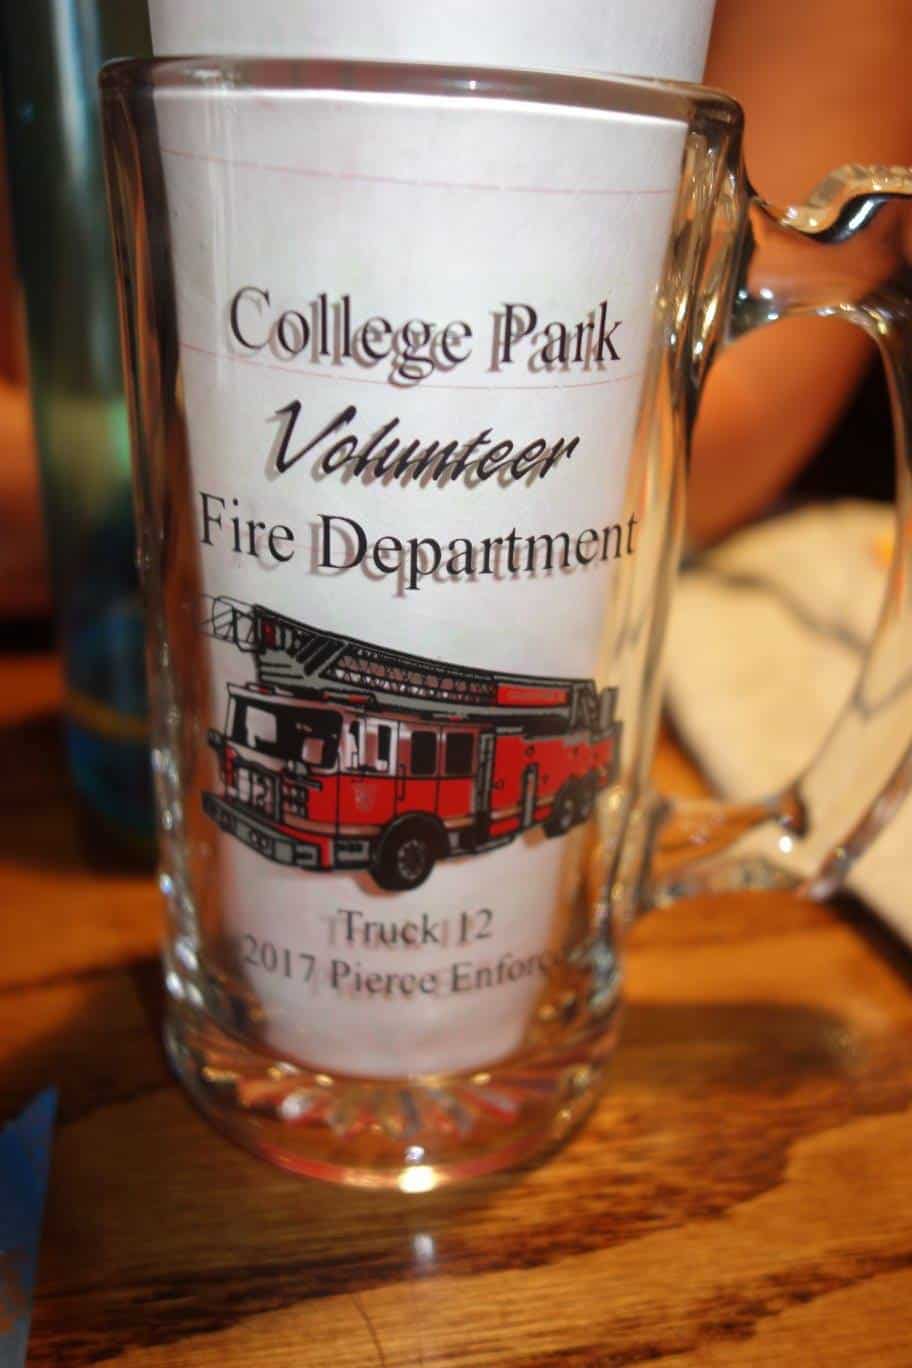 College Park
Volunteer
Fire Department
Truck 12
2017 Pierce